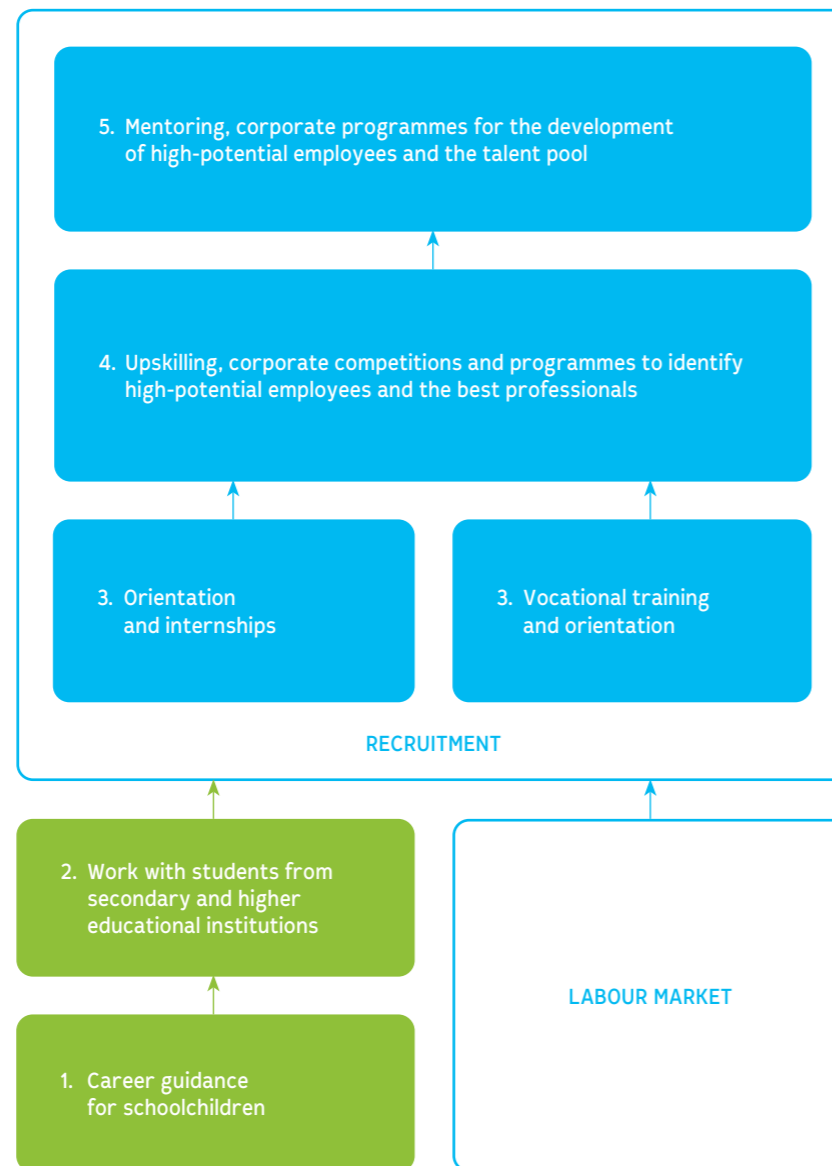 5. Mentoring, corporate programmes for the development
of high-potential employees and the talent pool
4. Upskilling, corporate competitions and programmes to identify
high-potential employees and the best professionals
3. Orientation
and internships
3. Vocational training
and orientation
RECRUITMENT
2. Work with students from
secondary and higher
educational institutions
LABOUR MARKET
1. Career guidance
for schoolchildren